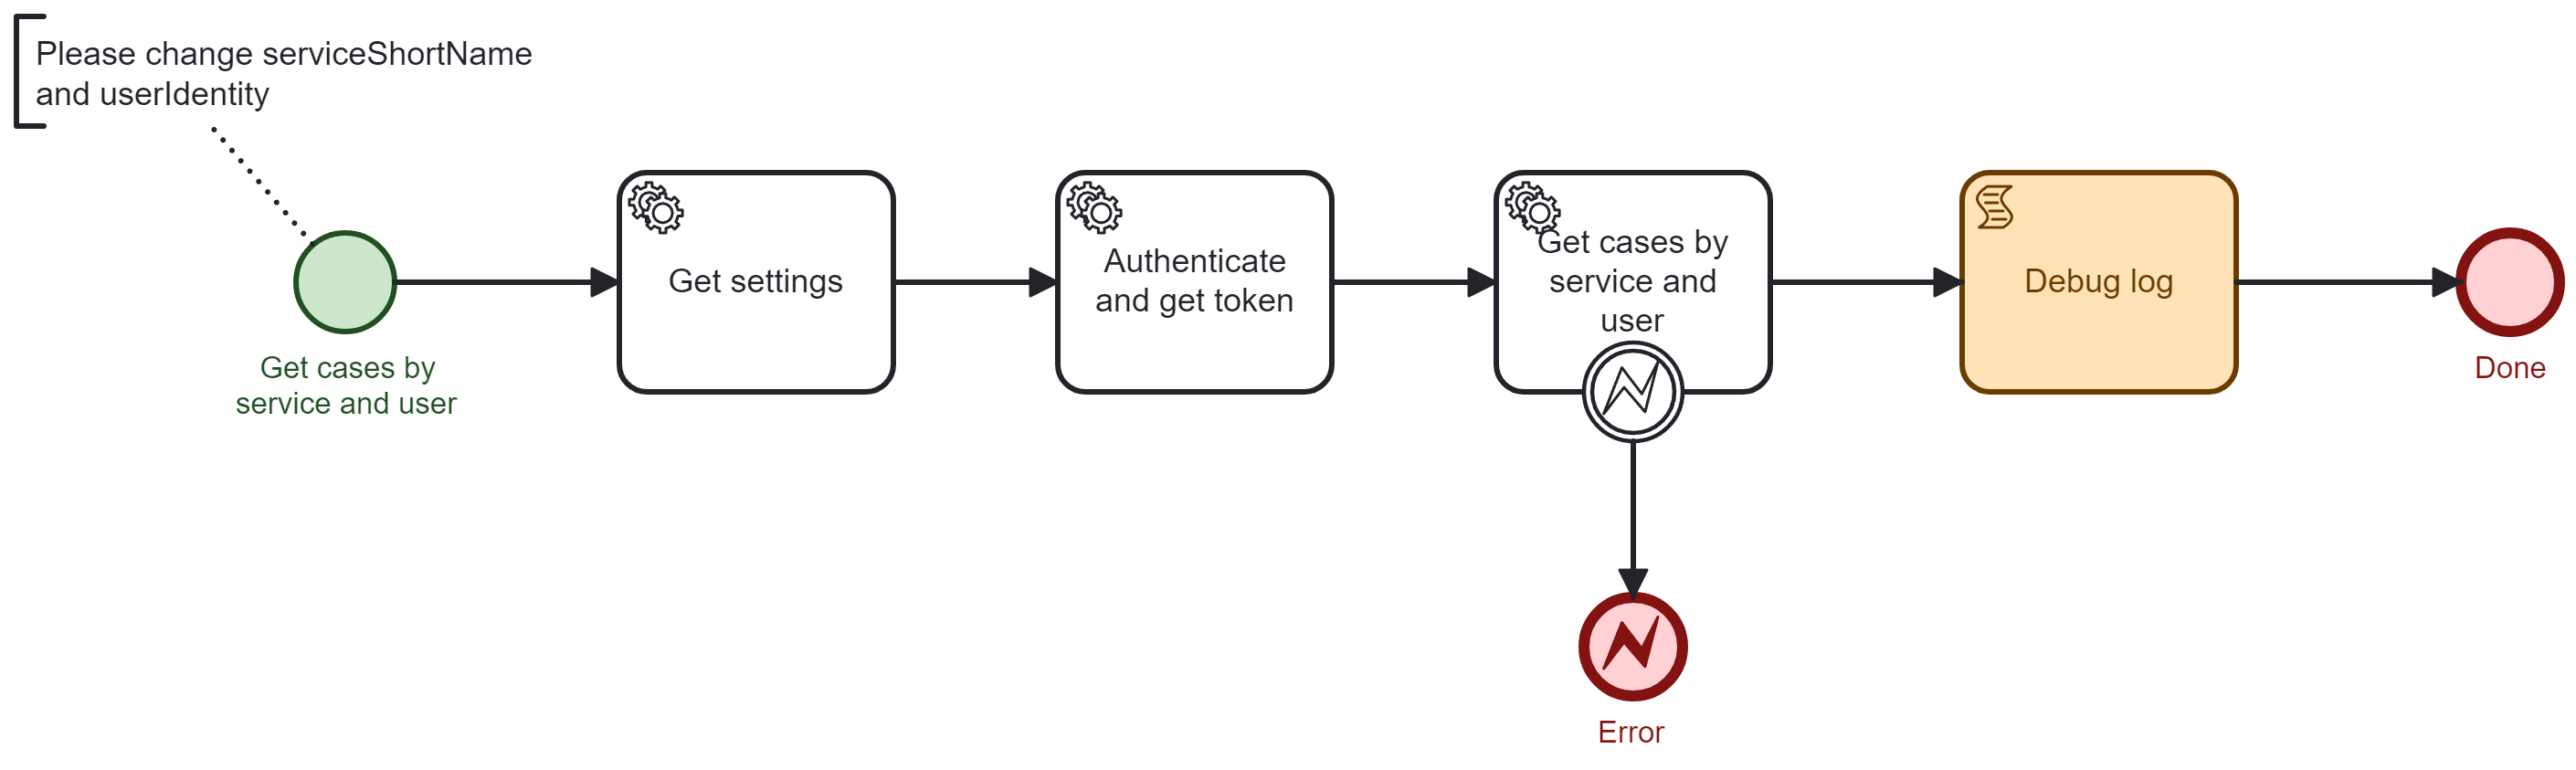 Please change serviceShortName
and userIdentity
Get cases by
service and user
Get settings
Authenticate
and get token
Get cases by
service and
user
Debug log
Done
Error